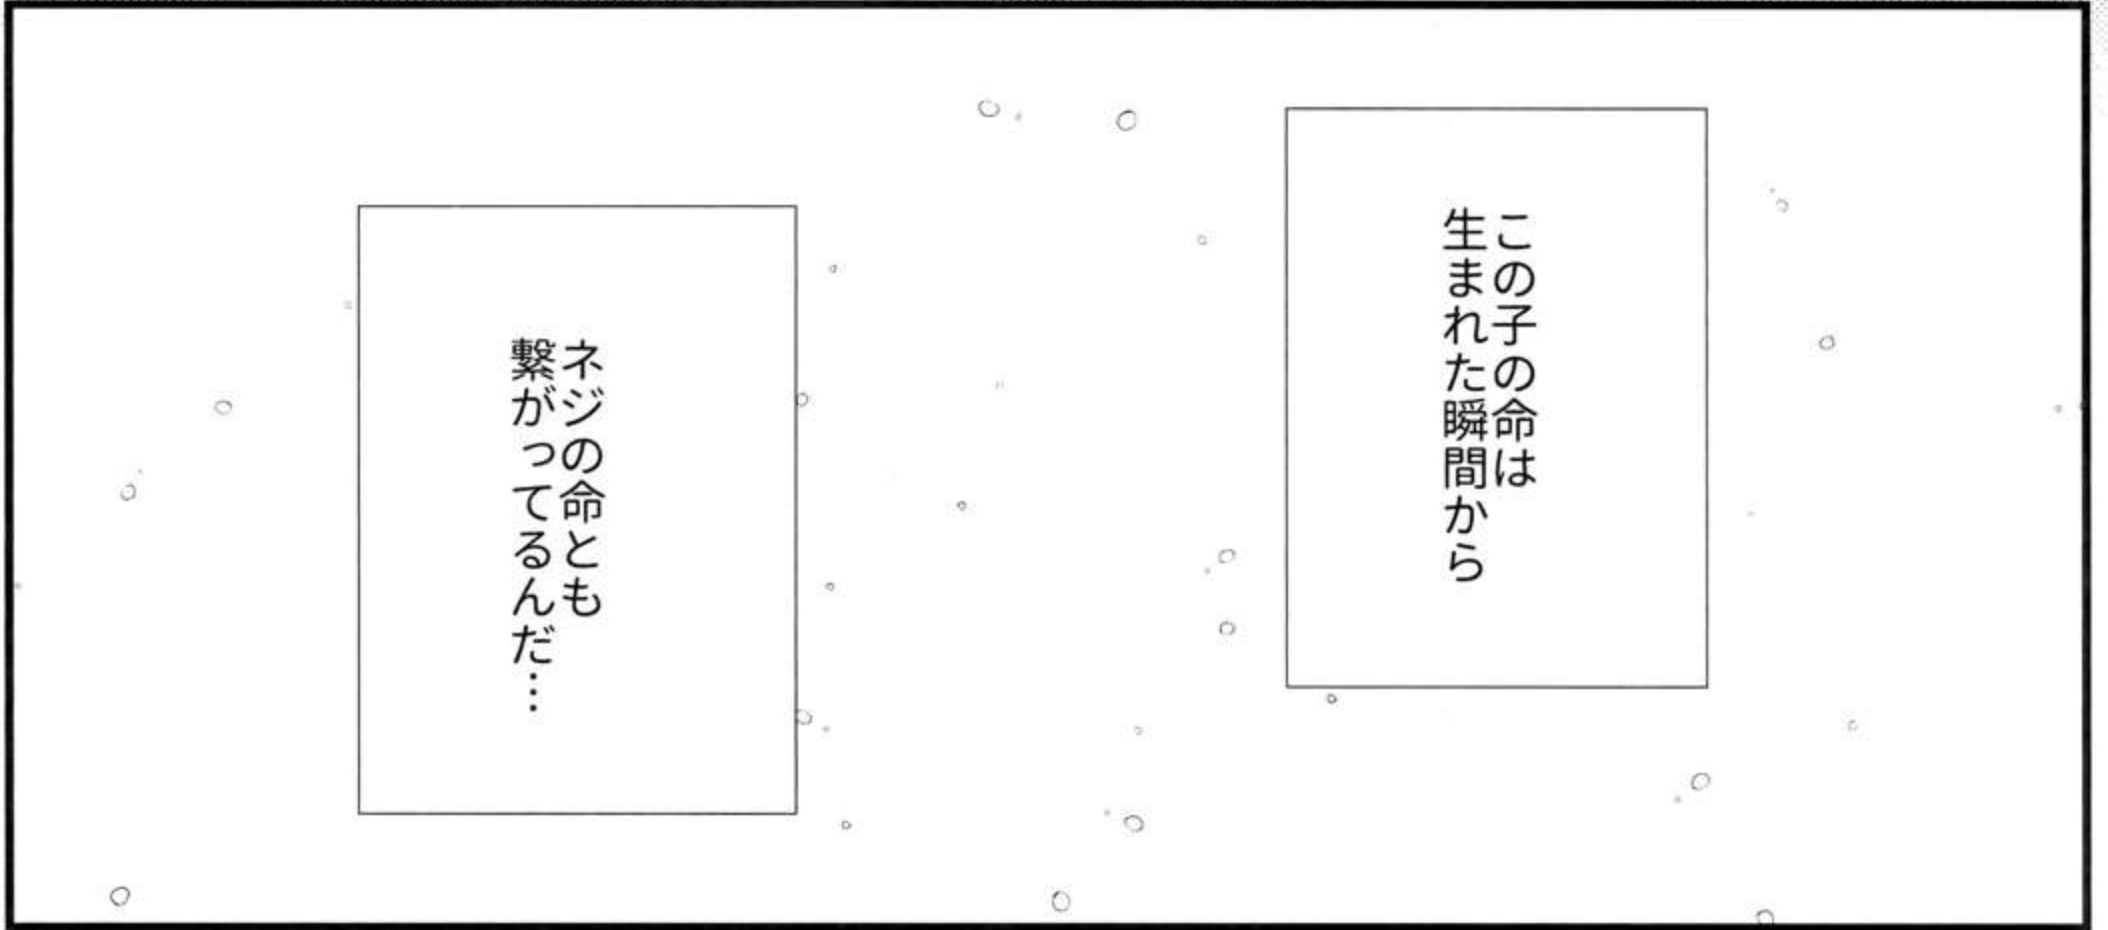 この子の命は
生まれた瞬間から
ネジの命とも
繋がってるんだ…